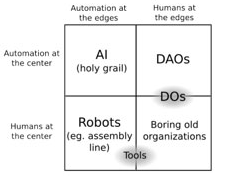 Automation at
the edges
Humans at
the edges
Automation at
the center
AI
(holy grail)
DAOs
DOs
Humans at
the center
Robots
(eg. assembly
line)
Boring old
organizations
Tools